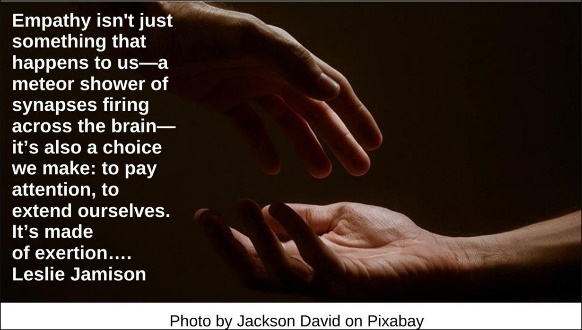 Empathy isn't just
something that
happens to us—a
meteor shower of
synapses firing
across the brain—
it’s also a choice
we make: to pay
attention, to
extend ourselves.
It’s made
of exertion….
Leslie Jamison
Photo by Jackson David on Pixabay